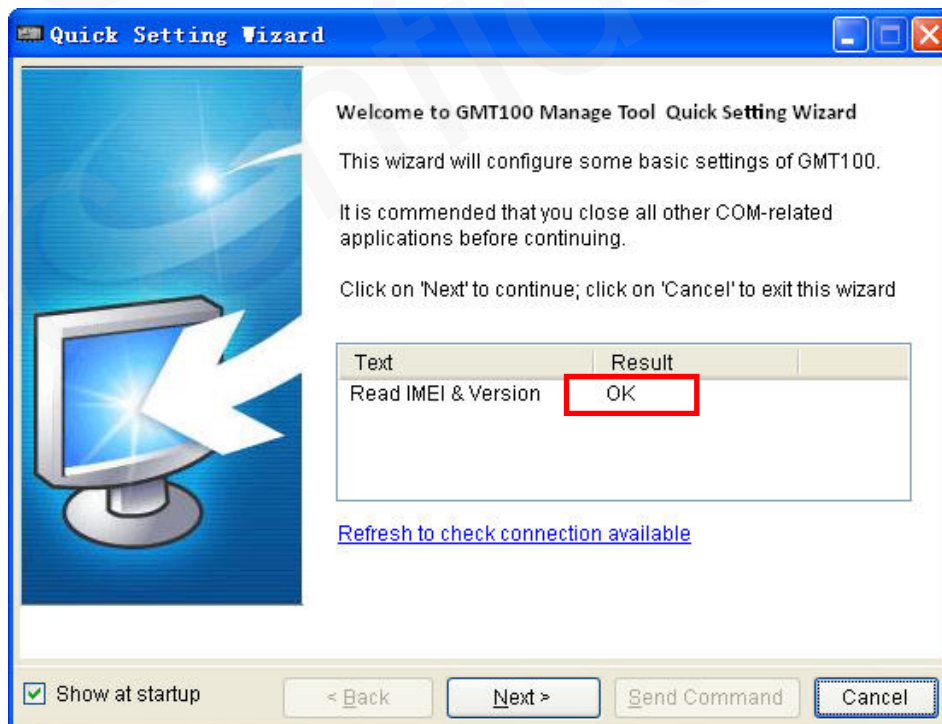 Quick Setting Wizard
Welcome to GMT100 Manage Tool Quick Setting Wizard
This wizard will configure some basic settings of GMT100.
It is commended that you close all other COM-related
applications before continuing.
Click on 'Next' to continue; click on 'Cancel' to exit this wizard
Text Result
Read IMEI & Version OK
Refresh to check connection available
Show at startup < Back Next > Send Command Cancel